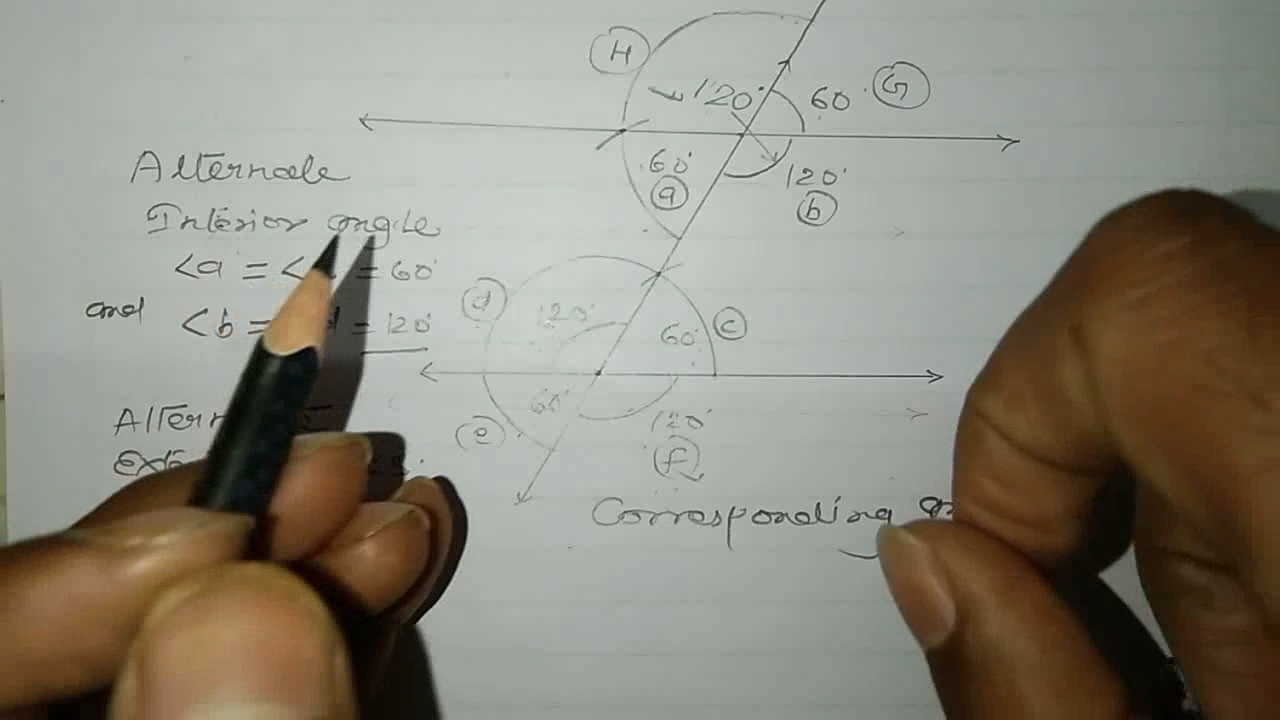 H
120°
60° G
Alternate
60°
120°
a
b
Interior angle
<a = < = 60°
and <b = d = 120°
d
120°
60°
c
60°
120°
e
f
Corresponding